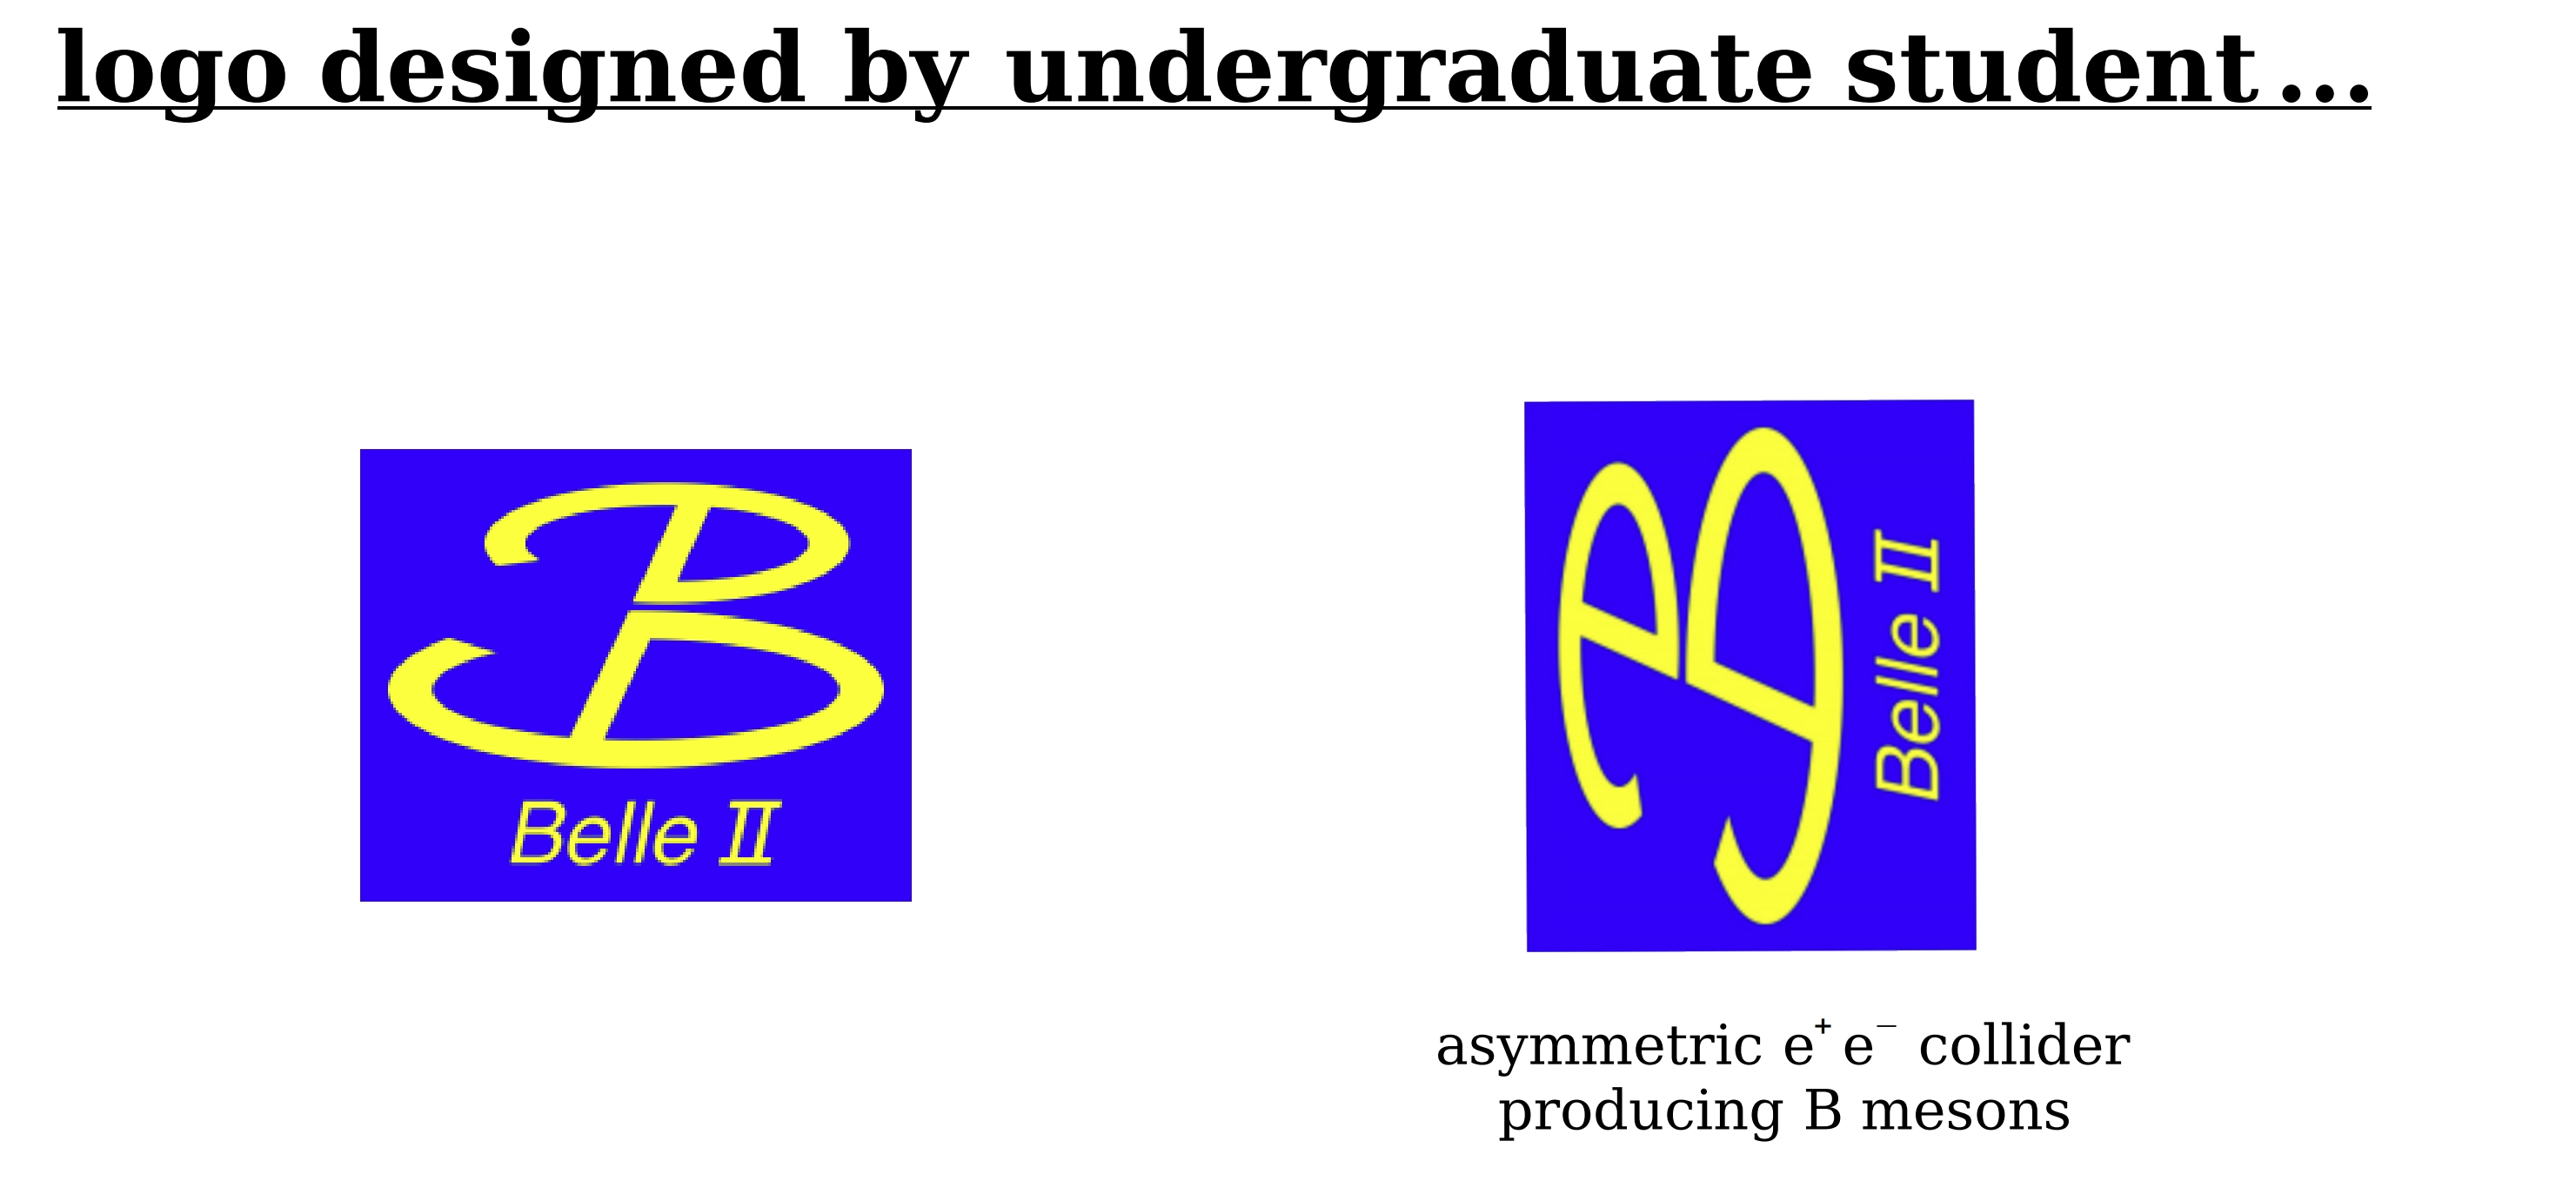 logo designed by undergraduate student ...
B
Belle II
Belle II
asymmetric e⁺e⁻ collider
producing B mesons